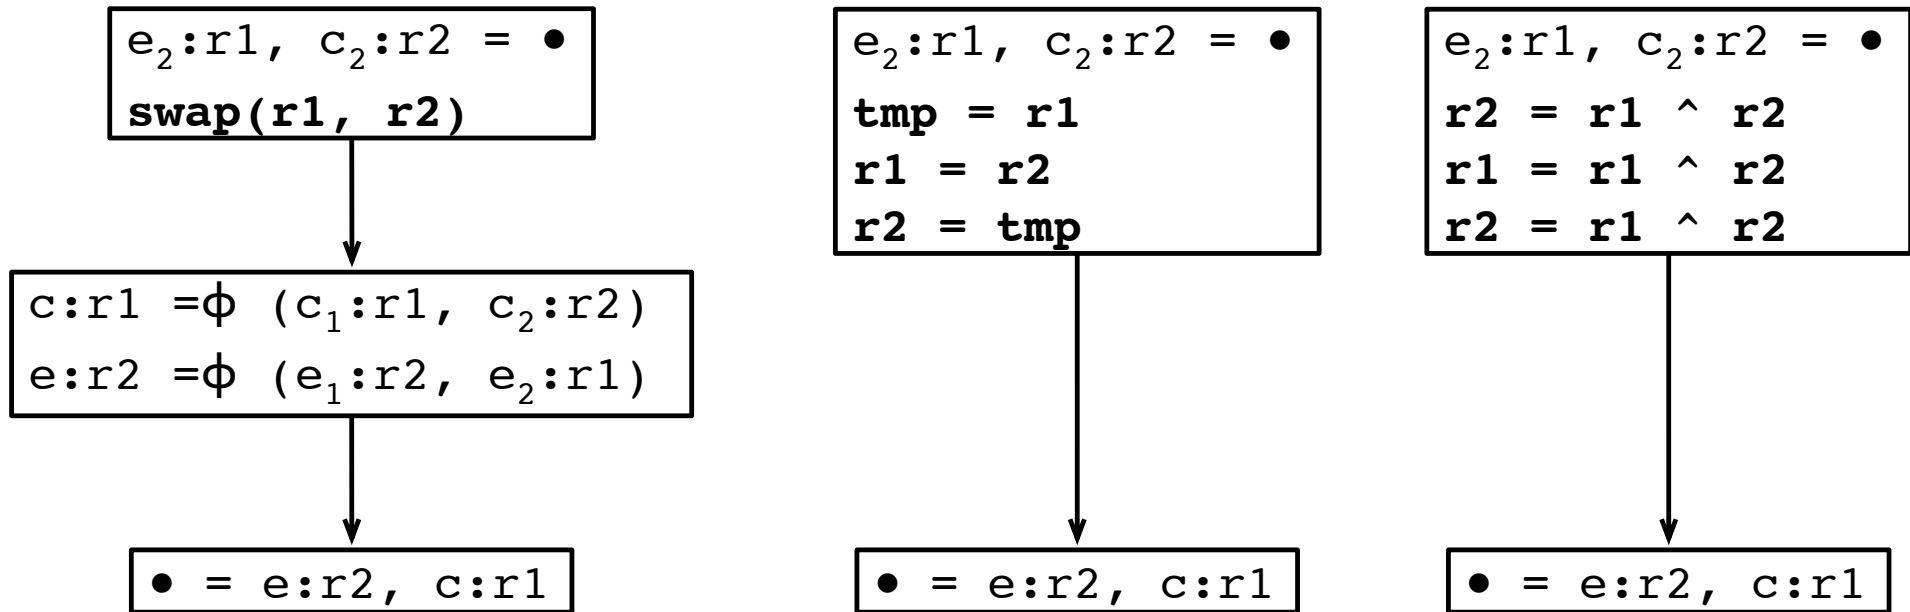 e₂:r1, c₂:r2 = ●
swap(r1, r2)
c:r1 =ϕ (c₁:r1, c₂:r2)
e:r2 =ϕ (e₁:r2, e₂:r1)
● = e:r2, c:r1
e₂:r1, c₂:r2 = ●
tmp = r1
r1 = r2
r2 = tmp
● = e:r2, c:r1
e₂:r1, c₂:r2 = ●
r2 = r1 ^ r2
r1 = r1 ^ r2
r2 = r1 ^ r2
● = e:r2, c:r1